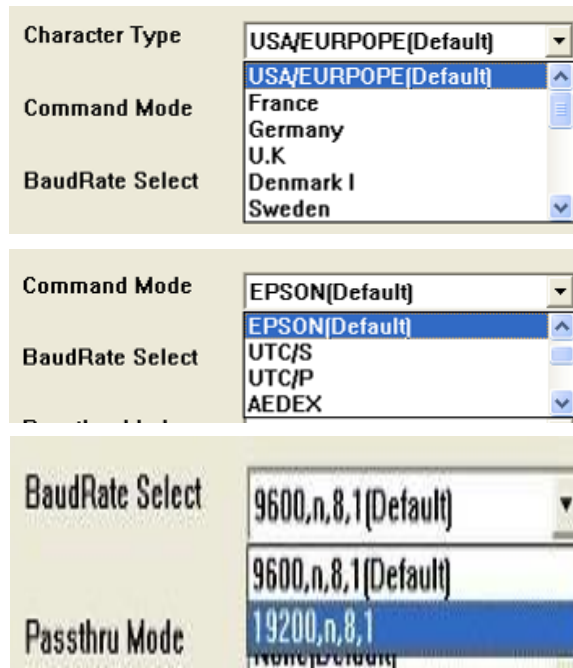 Character Type
USA/EURPOPE(Default)
USA/EURPOPE(Default)
Command Mode
France
Germany
U.K
BaudRate Select
Denmark I
Sweden
Command Mode
EPSON(Default)
EPSON(Default)
BaudRate Select
UTC/S
UTC/P
AEDEX
BaudRate Select
9600,n,8,1(Default)
9600,n,8,1(Default)
Passthru Mode
19200,n,8,1